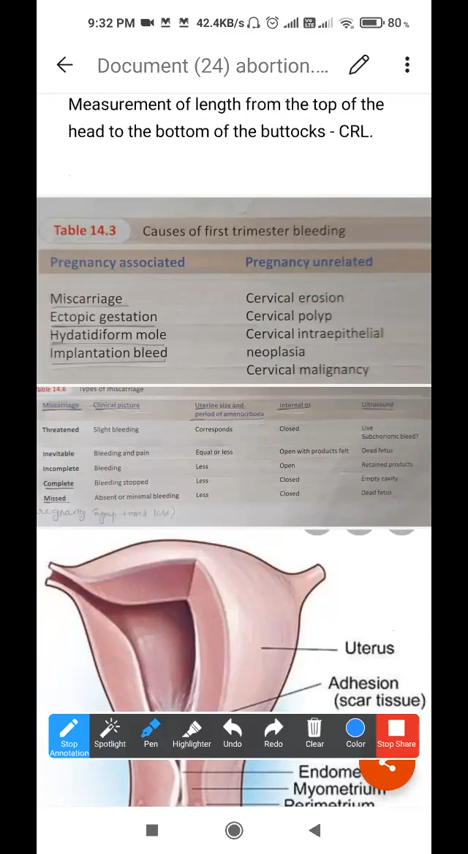 9:32 PM 42.4KB/s 80%
Document (24) abortion....
Measurement of length from the top of the
head to the bottom of the buttocks - CRL.
Table 14.3 Causes of first trimester bleeding
Pregnancy associated Pregnancy unrelated
Miscarriage Cervical erosion
Ectopic gestation Cervical polyp
Hydatidiform mole Cervical intraepithelial
Implantation bleed neoplasia
Cervical malignancy
able 14.6 Types of miscarriage
Miscarriage Clinical picture Uterine size and Internal os Ultrasound
period of amenorrhoea
Threatened Slight bleeding Corresponds Closed Live
Subchorionic bleed?
Inevitable Bleeding and pain Equal or less Open with products felt Dead fetus
Incomplete Bleeding Less Open Retained products
Complete Bleeding stopped Less Closed Empty cavity
Missed Absent or minimal bleeding Less Closed Dead fetus
Uterus
Adhesion
(scar tissue)
Stop Annotation Spotlight Pen Highlighter Undo Redo Clear Color Stop Share
Endome
Myometrium
Perimetrium